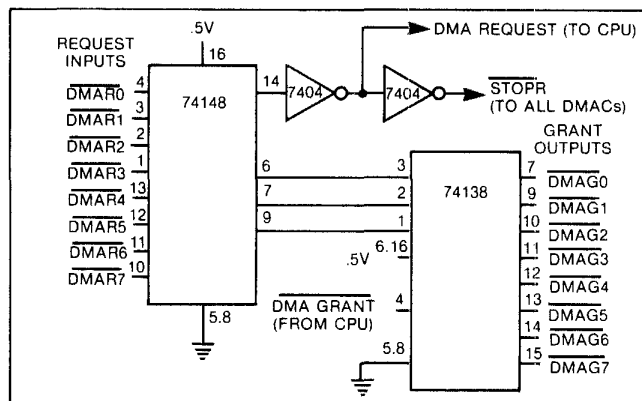 REQUEST
INPUTS
.5V
16
DMA REQUEST (TO CPU)
4
DMAR0
3
DMAR1
2
DMAR2
1
DMAR3
13
DMAR4
12
DMAR5
11
DMAR6
10
DMAR7
74148
14
7404
7404
STOPR
(TO ALL DMACs)
GRANT
OUTPUTS
6
7
9
3
2
1
74138
7
DMAG0
9
DMAG1
10
DMAG2
11
DMAG3
12
DMAG4
13
DMAG5
14
DMAG6
15
DMAG7
6.16
.5V
DMA GRANT
(FROM CPU)
4
5.8
5.8